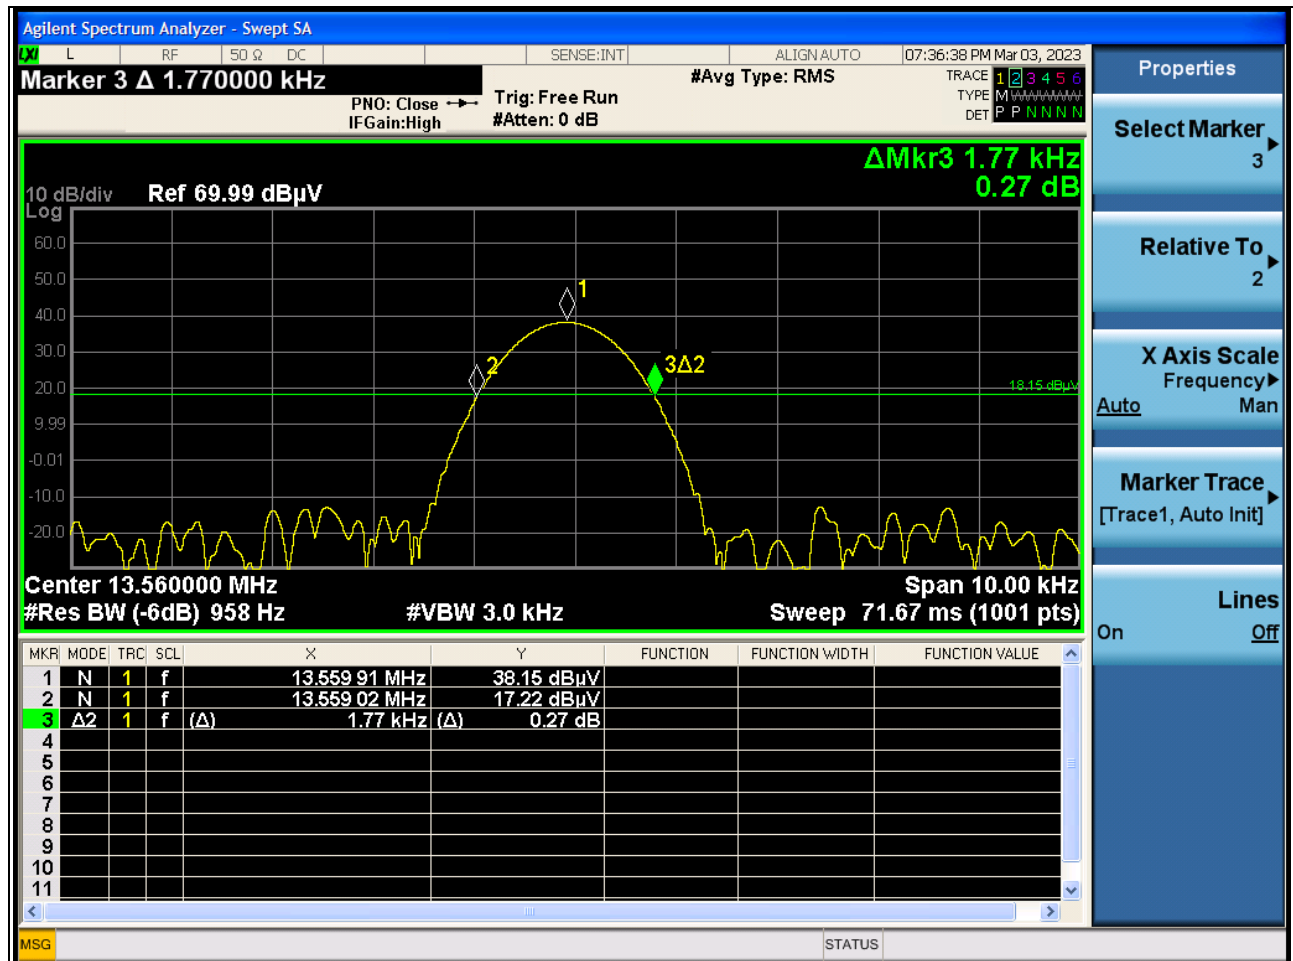 Agilent Spectrum Analyzer - Swept SA
LXI L RF 50 Ω DC SENSE:INT ALIGN AUTO 07:36:38 PM Mar 03, 2023
Marker 3 Δ 1.770000 kHz
#Avg Type: RMS
TRACE 1 2 3 4 5 6
PNO: Close
Trig: Free Run
TYPE M WWWWW
IFGain:High
#Atten: 0 dB
DET P P N N N N
ΔMkr3 1.77 kHz
0.27 dB
10 dB/div Ref 69.99 dBµV
Log
60.0
50.0
1
40.0
30.0
2
3Δ2
20.0
18.15 dBµV
9.99
-0.01
-10.0
-20.0
Center 13.560000 MHz Span 10.00 kHz
#Res BW (-6dB) 958 Hz #VBW 3.0 kHz Sweep 71.67 ms (1001 pts)
MKR MODE TRC SCL X Y FUNCTION FUNCTION WIDTH FUNCTION VALUE
1 N 1 f 13.559 91 MHz 38.15 dBµV
2 N 1 f 13.559 02 MHz 17.22 dBµV
3 Δ2 1 f (Δ) 1.77 kHz (Δ) 0.27 dB
4
5
6
7
8
9
10
11
MSG STATUS
Properties
Select Marker
3
Relative To
2
X Axis Scale
Frequency
Auto Man
Marker Trace
[Trace1, Auto Init]
Lines
On Off